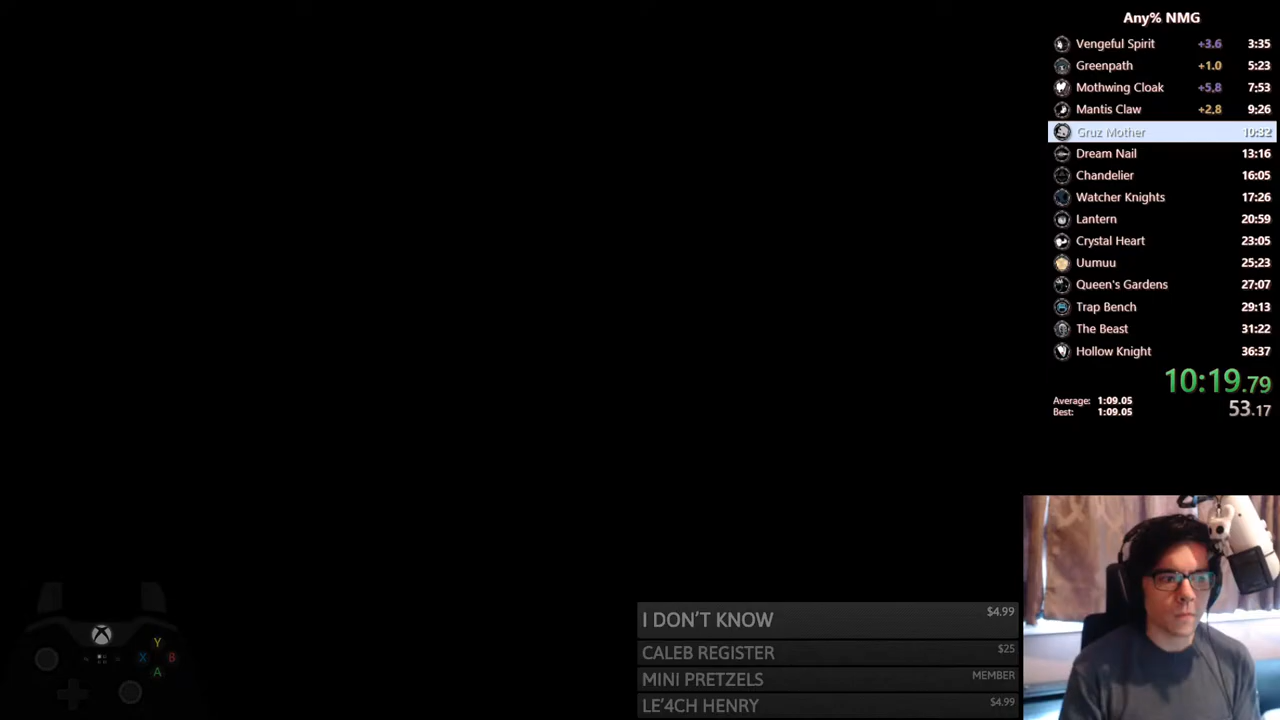 Any% NMG
Vengeful Spirit +3.6 3:35
Greenpath +1.0 5:23
Mothwing Cloak +5.8 7:53
Mantis Claw +2.8 9:26
Gruz Mother 10:32
Dream Nail 13:16
Chandelier 16:05
Watcher Knights 17:26
Lantern 20:59
Crystal Heart 23:05
Uumuu 25:23
Queen's Gardens 27:07
Trap Bench 29:13
The Beast 31:22
Hollow Knight 36:37
10:19.79
Average: 1:09.05 53.17
Best: 1:09.05
I DON'T KNOW $4.99
CALEB REGISTER $25
MINI PRETZELS MEMBER
LE'4CH HENRY $4.99
Y
X B
A